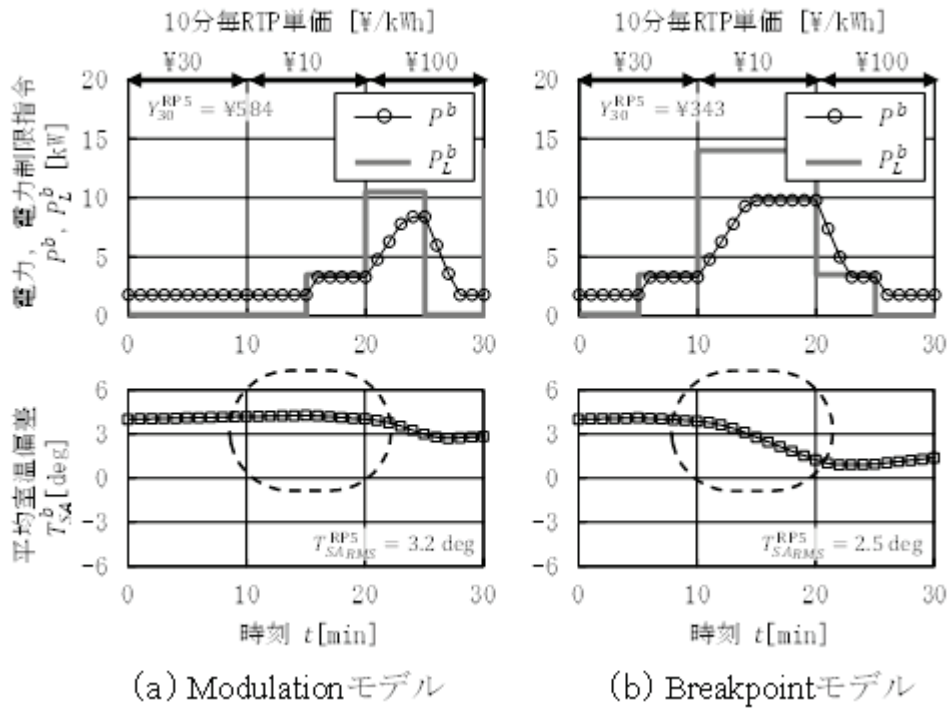 10分毎RTP単価 [¥/kWh]
¥30 ¥10 ¥100
電力, 電力制限指令
P^b, P_L^b [kW]
20
15
10
5
0
Y_30^RP5 = ¥584
P^b
P_L^b
0 10 20 30
平均室温偏差
T_SA^b[deg]
6
3
0
-3
-6
T_SA_RMS^RP5 = 3.2 deg
0 10 20 30
時刻 t[min]
(a) Modulationモデル
10分毎RTP単価 [¥/kWh]
¥30 ¥10 ¥100
20
15
10
5
0
Y_30^RP5 = ¥343
P^b
P_L^b
0 10 20 30
6
3
0
-3
-6
T_SA_RMS^RP5 = 2.5 deg
0 10 20 30
時刻 t[min]
(b) Breakpointモデル